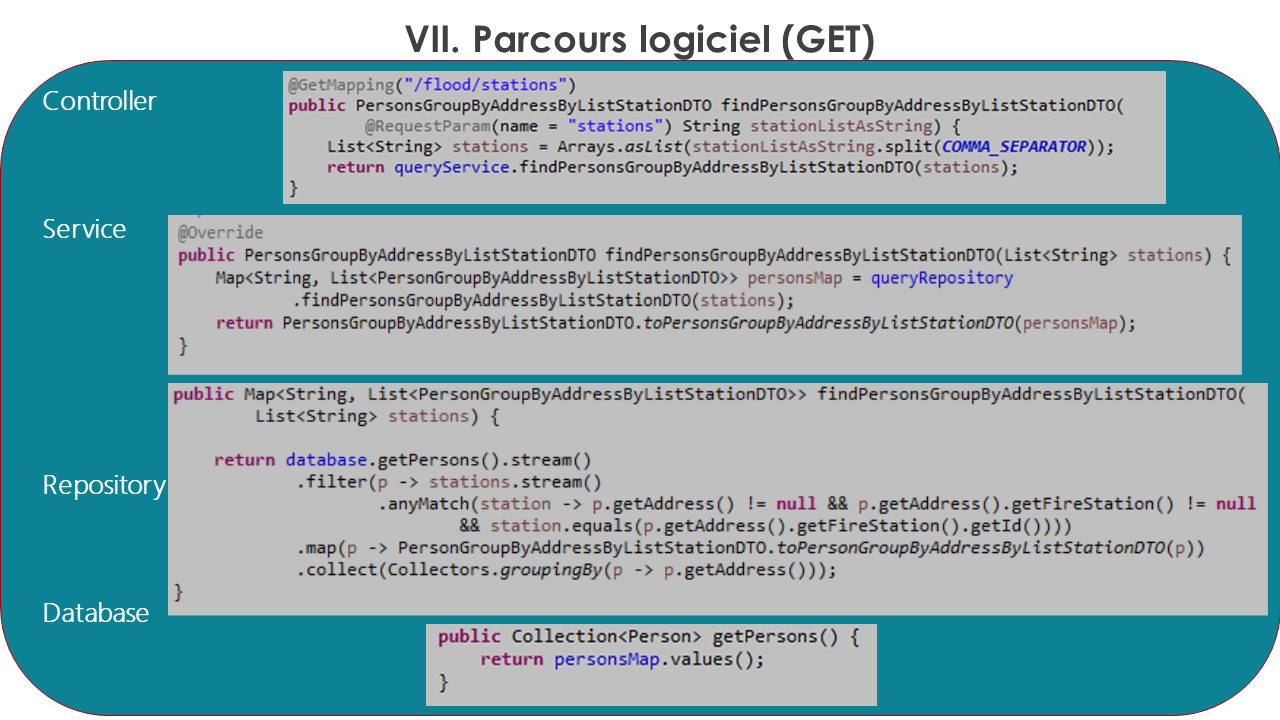 VII. Parcours logiciel (GET)
Controller
@GetMapping("/flood/stations")
public PersonsGroupByAddressByListStationDTO findPersonsGroupByAddressByListStationDTO(
@RequestParam(name = "stations") String stationListAsString) {
List<String> stations = Arrays.asList(stationListAsString.split(COMMA_SEPARATOR));
return queryService.findPersonsGroupByAddressByListStationDTO(stations);
}
Service
@Override
public PersonsGroupByAddressByListStationDTO findPersonsGroupByAddressByListStationDTO(List<String> stations) {
Map<String, List<PersonGroupByAddressByListStationDTO>> personsMap = queryRepository
.findPersonsGroupByAddressByListStationDTO(stations);
return PersonsGroupByAddressByListStationDTO.toPersonsGroupByAddressByListStationDTO(personsMap);
}
Repository
public Map<String, List<PersonGroupByAddressByListStationDTO>> findPersonsGroupByAddressByListStationDTO(
List<String> stations) {
return database.getPersons().stream()
.filter(p -> stations.stream()
.anyMatch(station -> p.getAddress() != null && p.getAddress().getFireStation() != null
&& station.equals(p.getAddress().getFireStation().getId())))
.map(p -> PersonGroupByAddressByListStationDTO.toPersonGroupByAddressByListStationDTO(p))
.collect(Collectors.groupingBy(p -> p.getAddress()));
}
Database
public Collection<Person> getPersons() {
return personsMap.values();
}